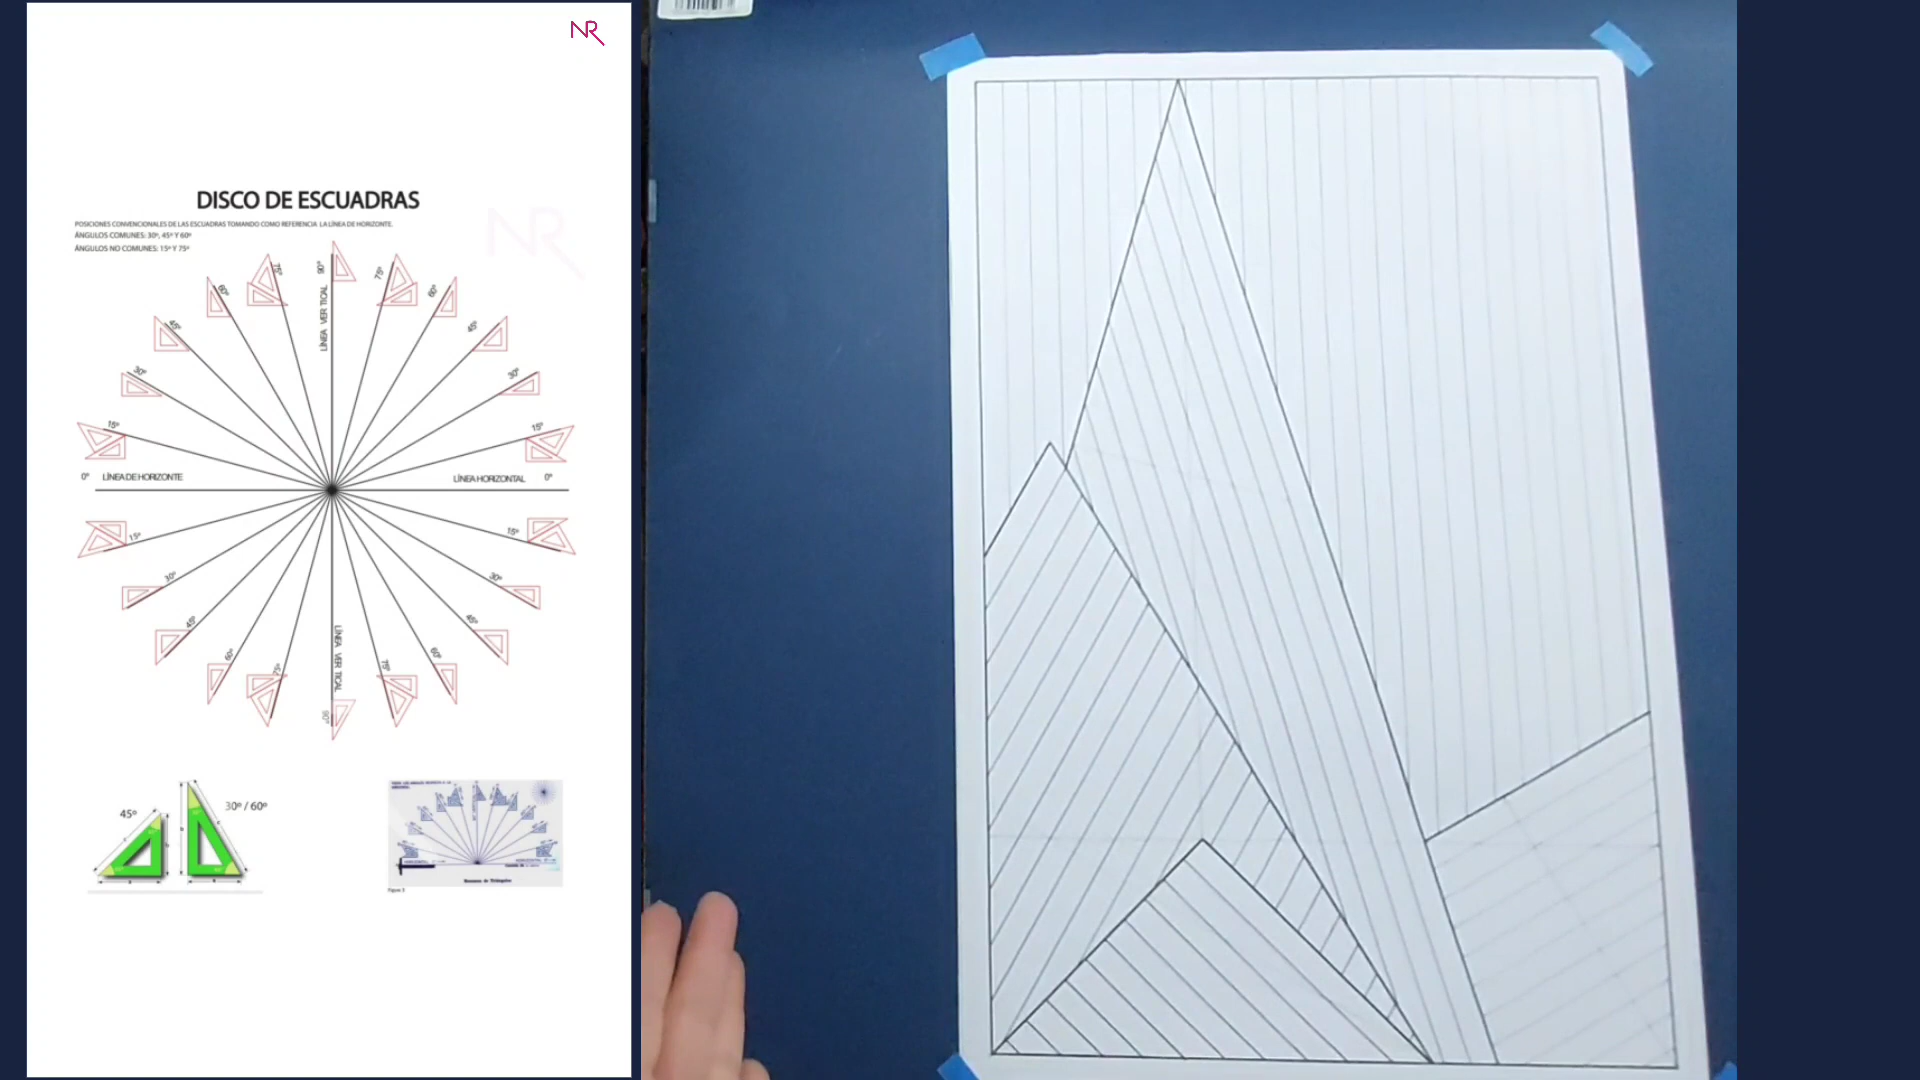 NR
DISCO DE ESCUADRAS
NR
POSICIONES CONVENCIONALES DE LAS ESCUADRAS TOMANDO COMO REFERENCIA LA LÍNEA DE HORIZONTE.
ÁNGULOS COMUNES: 30º, 45º Y 60º
ÁNGULOS NO COMUNES: 15º Y 75º
75º
90º
75º
60º
60º
LÍNEA VERTICAL
45º
45º
30º
30º
15º
15º
0º LÍNEA DE HORIZONTE
LÍNEA HORIZONTAL 0º
15º
15º
30º
30º
45º
45º
LÍNEA VERTICAL
60º
60º
75º
75º
90º
45º
30º / 60º